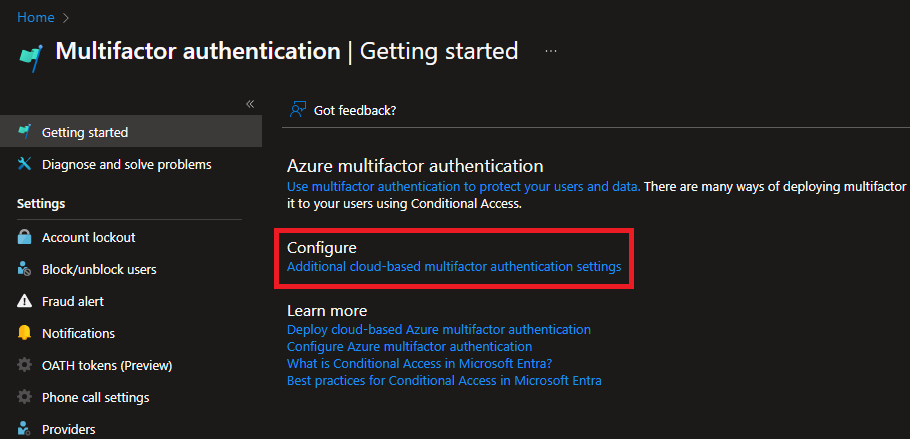 Home >
Multifactor authentication | Getting started ...
«
Got feedback?
Getting started
Diagnose and solve problems
Settings
Account lockout
Block/unblock users
Fraud alert
Notifications
OATH tokens (Preview)
Phone call settings
Providers
Azure multifactor authentication
Use multifactor authentication to protect your users and data. There are many ways of deploying multifactor
it to your users using Conditional Access.
Configure
Additional cloud-based multifactor authentication settings
Learn more
Deploy cloud-based Azure multifactor authentication
Configure Azure multifactor authentication
What is Conditional Access in Microsoft Entra?
Best practices for Conditional Access in Microsoft Entra